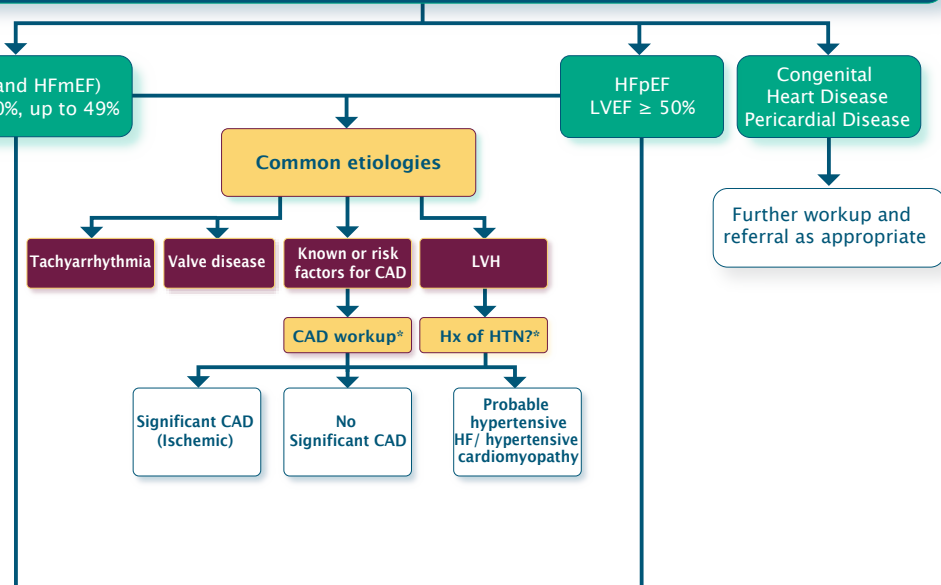 and HFmEF)
0%, up to 49%
HFpEF
LVEF ≥ 50%
Congenital
Heart Disease
Pericardial Disease
Common etiologies
Further workup and
referral as appropriate
Tachyarrhythmia
Valve disease
Known or risk
factors for CAD
LVH
CAD workup*
Hx of HTN?*
Significant CAD
(Ischemic)
No
Significant CAD
Probable
hypertensive
HF/ hypertensive
cardiomyopathy